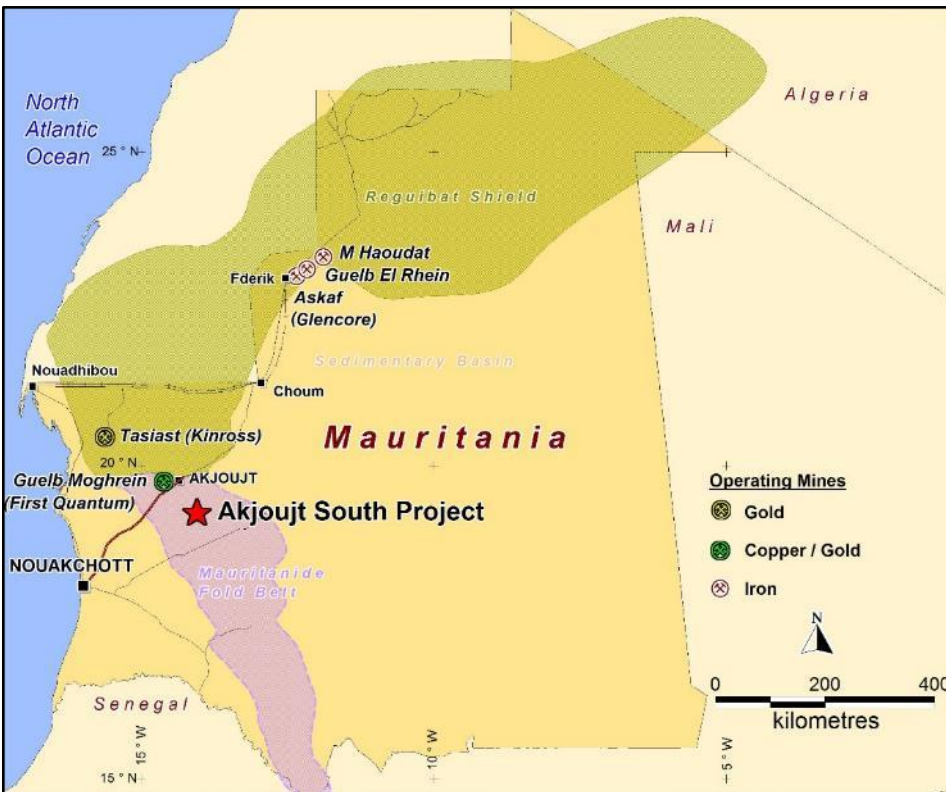 North
Atlantic
Ocean
25 ° N
Algeria
Reguibat Shield
Mali
M Haoudat
Fderik
Guelb El Rhein
Askaf
(Glencore)
Sedimentary Basin
Nouadhibou
Choum
Tasiast (Kinross)
Mauritania
20 ° N
Guelb Moghrein
(First Quantum)
AKJOUJT
Akjoujt South Project
NOUAKCHOTT
Mauritanide
Fold Belt
Operating Mines
Gold
Copper / Gold
Iron
N
0 200 400
kilometres
Senegal
15 ° W
10 ° W
5 ° W
15 ° N